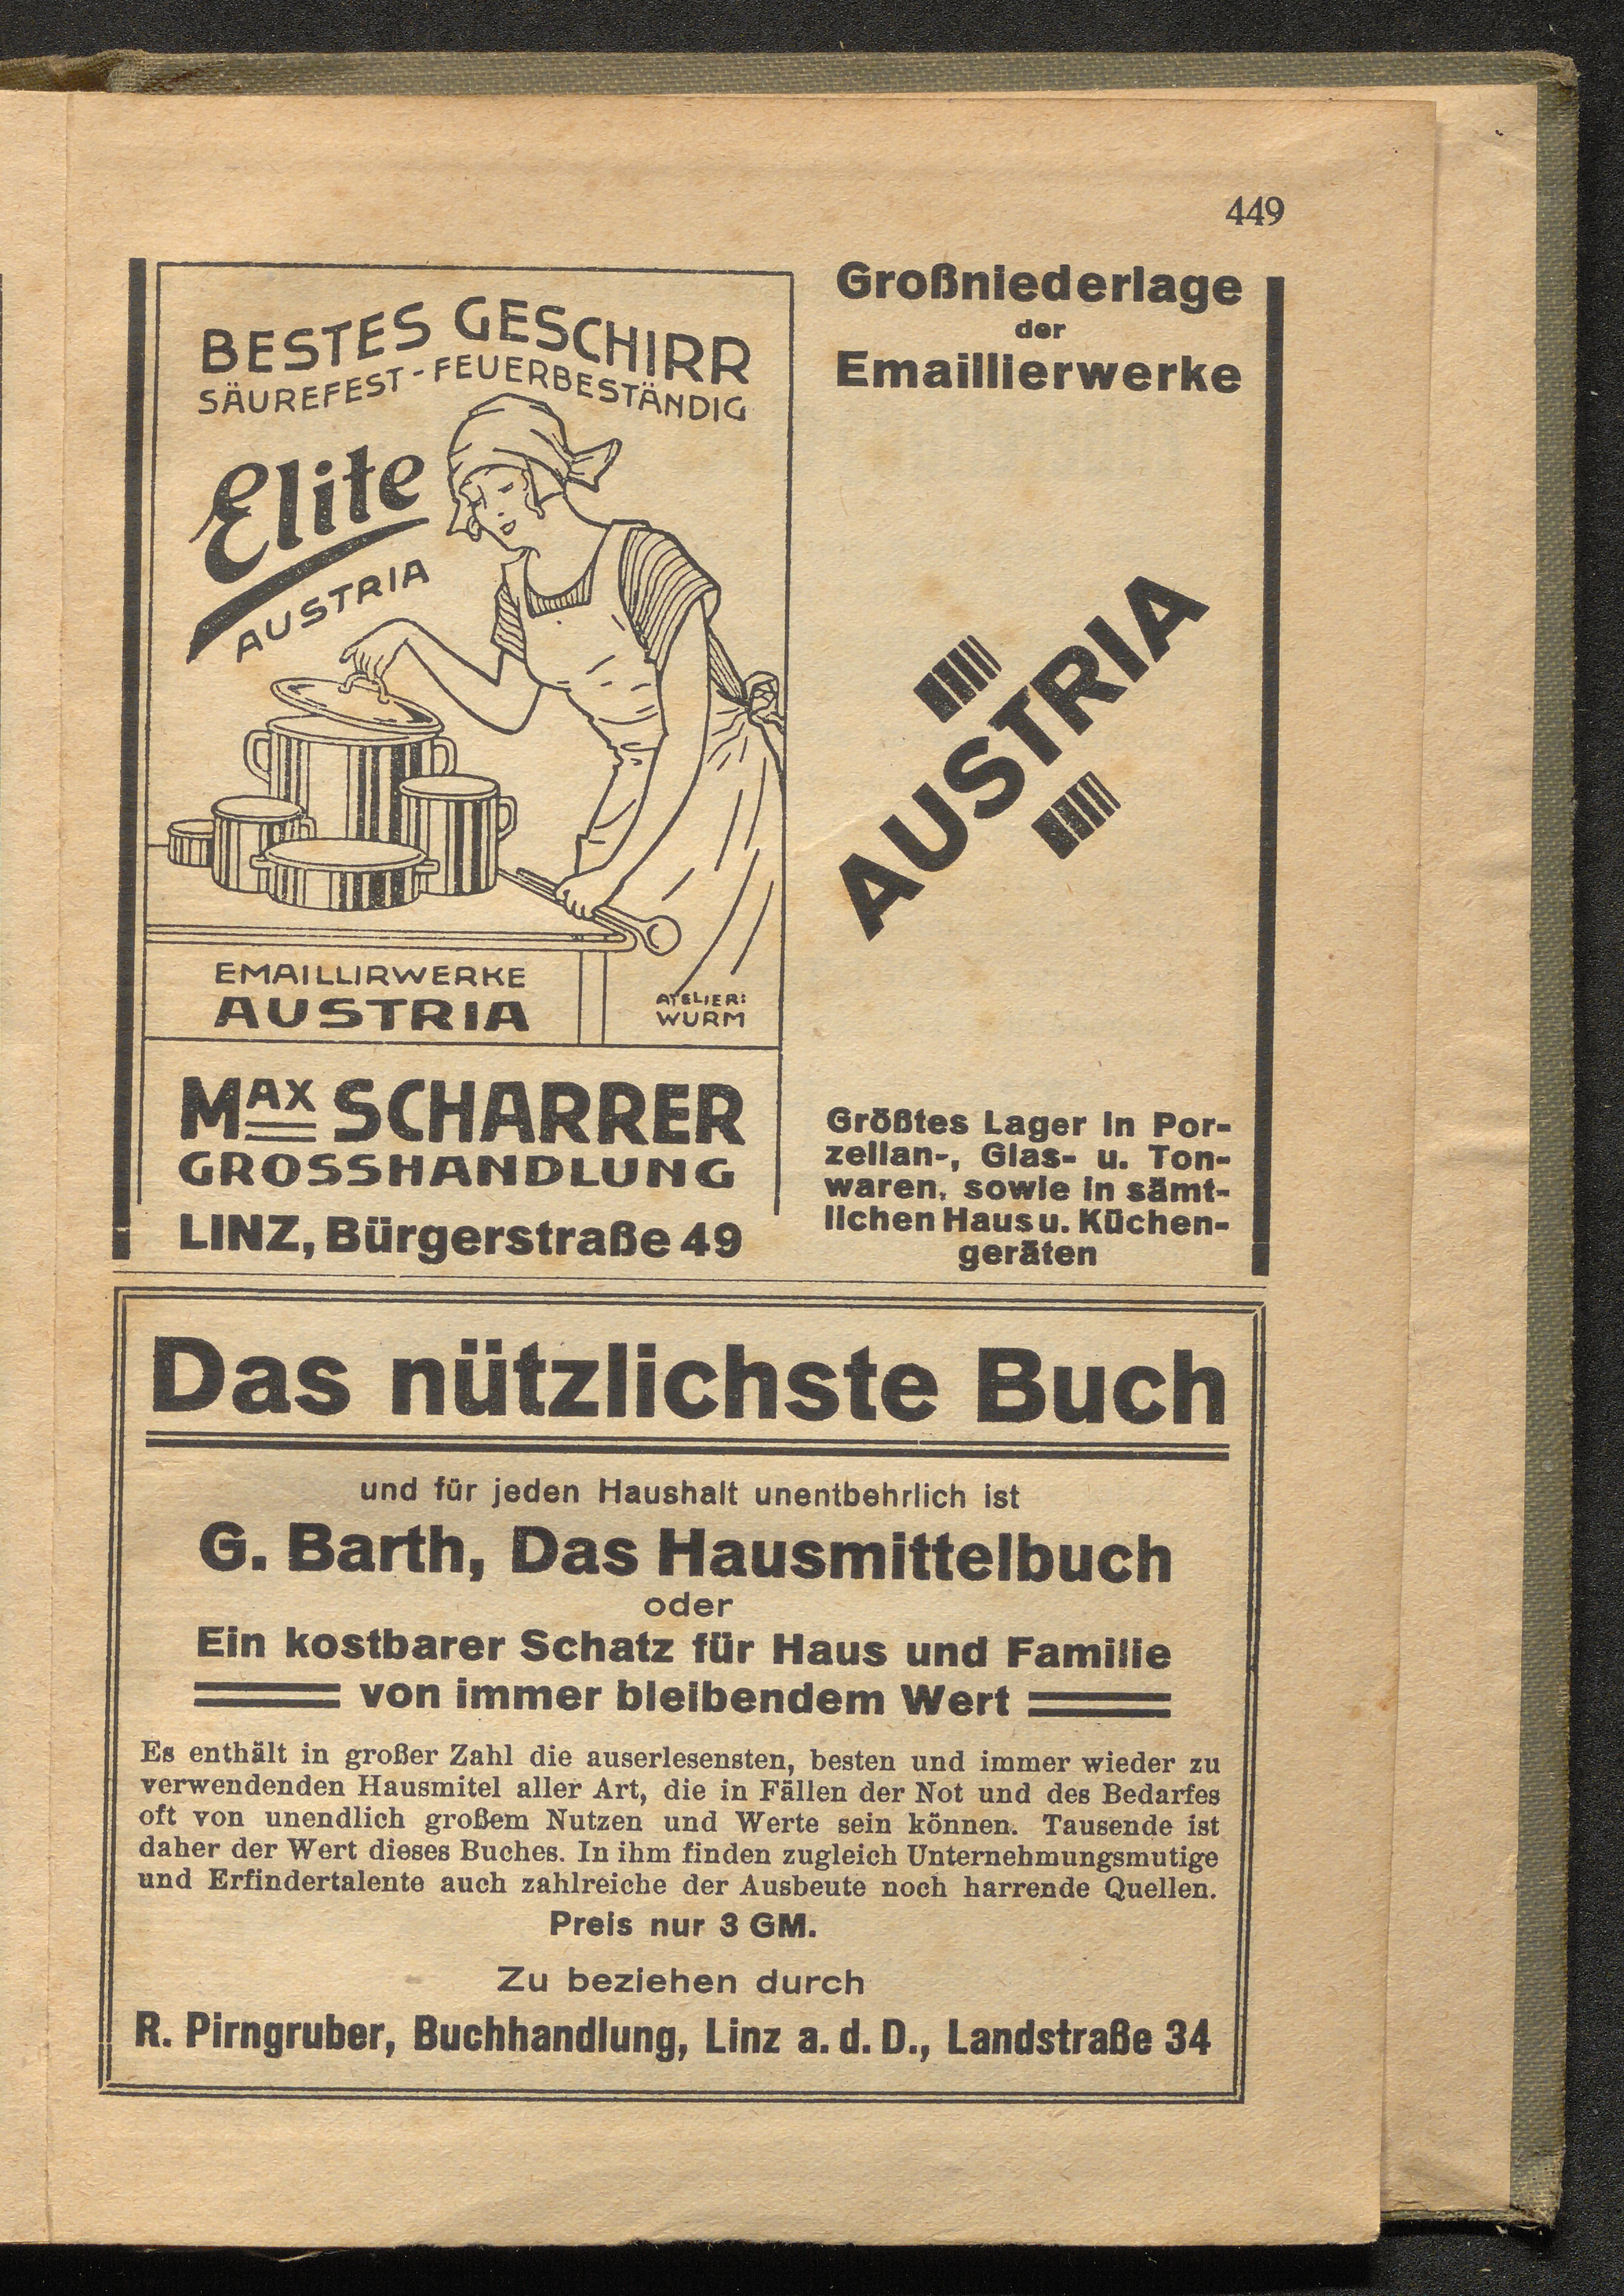 449
BESTES GESCHIRR
SÄUREFEST - FEUERBESTÄNDIG
Elite
AUSTRIA
EMAILLIRWERKE
AUSTRIA
ATELIER:
WURM
MAX SCHARRER
GROSSHANDLUNG
LINZ, Bürgerstraße 49
Großniederlage
der
Emaillierwerke
AUSTRIA
Größtes Lager in Por-
zellan-, Glas- u. Ton-
waren, sowie in sämt-
lichen Haus u. Küchen-
geräten
Das nützlichste Buch
und für jeden Haushalt unentbehrlich ist
G. Barth, Das Hausmittelbuch
oder
Ein kostbarer Schatz für Haus und Familie
von immer bleibendem Wert
Es enthält in großer Zahl die auserlesensten, besten und immer wieder zu
verwendenden Hausmitel aller Art, die in Fällen der Not und des Bedarfes
oft von unendlich großem Nutzen und Werte sein können. Tausende ist
daher der Wert dieses Buches. In ihm finden zugleich Unternehmungsmutige
und Erfindertalente auch zahlreiche der Ausbeute noch harrende Quellen.
Preis nur 3 GM.
Zu beziehen durch
R. Pirngruber, Buchhandlung, Linz a. d. D., Landstraße 34